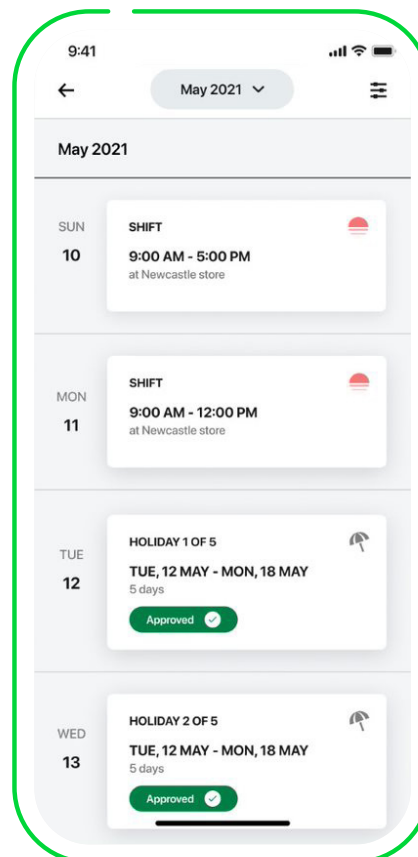 9:41
May 2021
May 2021
SUN
10
SHIFT
9:00 AM - 5:00 PM
at Newcastle store
MON
11
SHIFT
9:00 AM - 12:00 PM
at Newcastle store
TUE
12
HOLIDAY 1 OF 5
TUE, 12 MAY - MON, 18 MAY
5 days
Approved
WED
13
HOLIDAY 2 OF 5
TUE, 12 MAY - MON, 18 MAY
5 days
Approved